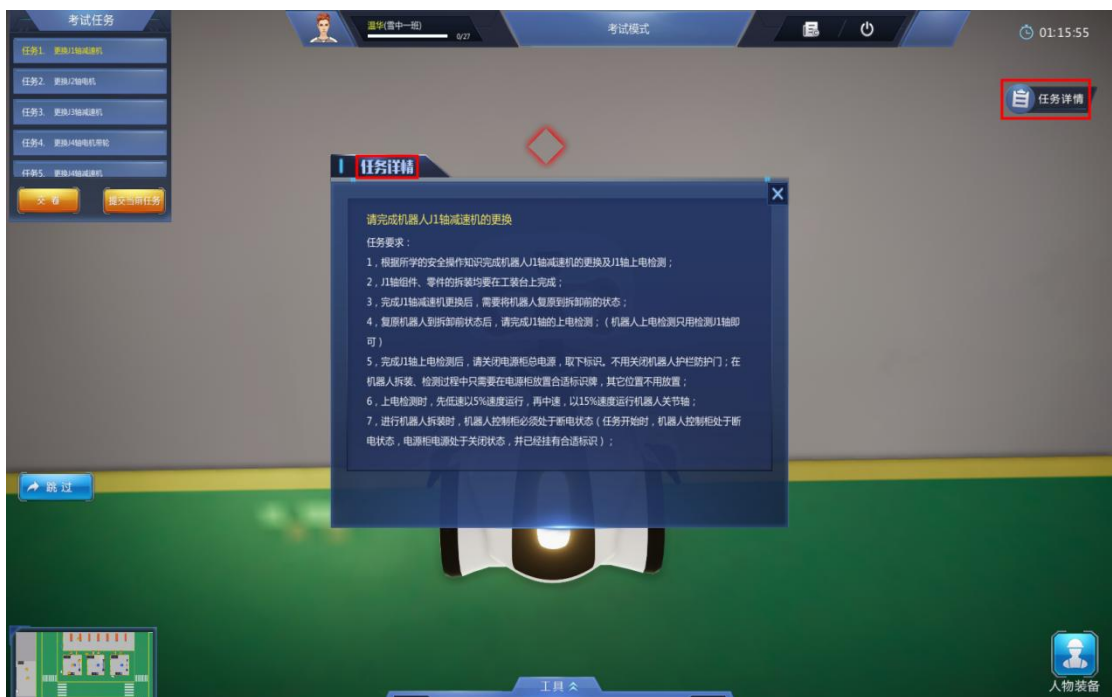 考试任务
任务1. 更换J1轴减速机
任务2. 更换J2轴电机
任务3. 更换J3轴减速机
任务4. 更换J4轴电机带轮
任务5. 更换J4轴减速机
交 卷
提交当前任务
温华(雪中一班)
0/27
考试模式
01:15:55
任务详情
任务详情
请完成机器人J1轴减速机的更换
任务要求：
1，根据所学的安全操作知识完成机器人J1轴减速机的更换及J1轴上电检测；
2，J1轴组件、零件的拆装均要在工装台上完成；
3，完成J1轴减速机更换后，需要将机器人复原到拆卸前的状态；
4，复原机器人到拆卸前状态后，请完成J1轴的上电检测；（机器人上电检测只用检测J1轴即
可）
5，完成J1轴上电检测后，请关闭电源柜总电源，取下标识。不用关闭机器人护栏防护门；在
机器人拆装、检测过程中只需要在电源柜放置合适标识牌，其它位置不用放置；
6，上电检测时，先低速以5%速度运行，再中速，以15%速度运行机器人关节轴；
7，进行机器人拆装时，机器人控制柜必须处于断电状态（任务开始时，机器人控制柜处于断
电状态，电源柜电源处于关闭状态，并已经挂有合适标识）；
跳 过
工具
人物装备